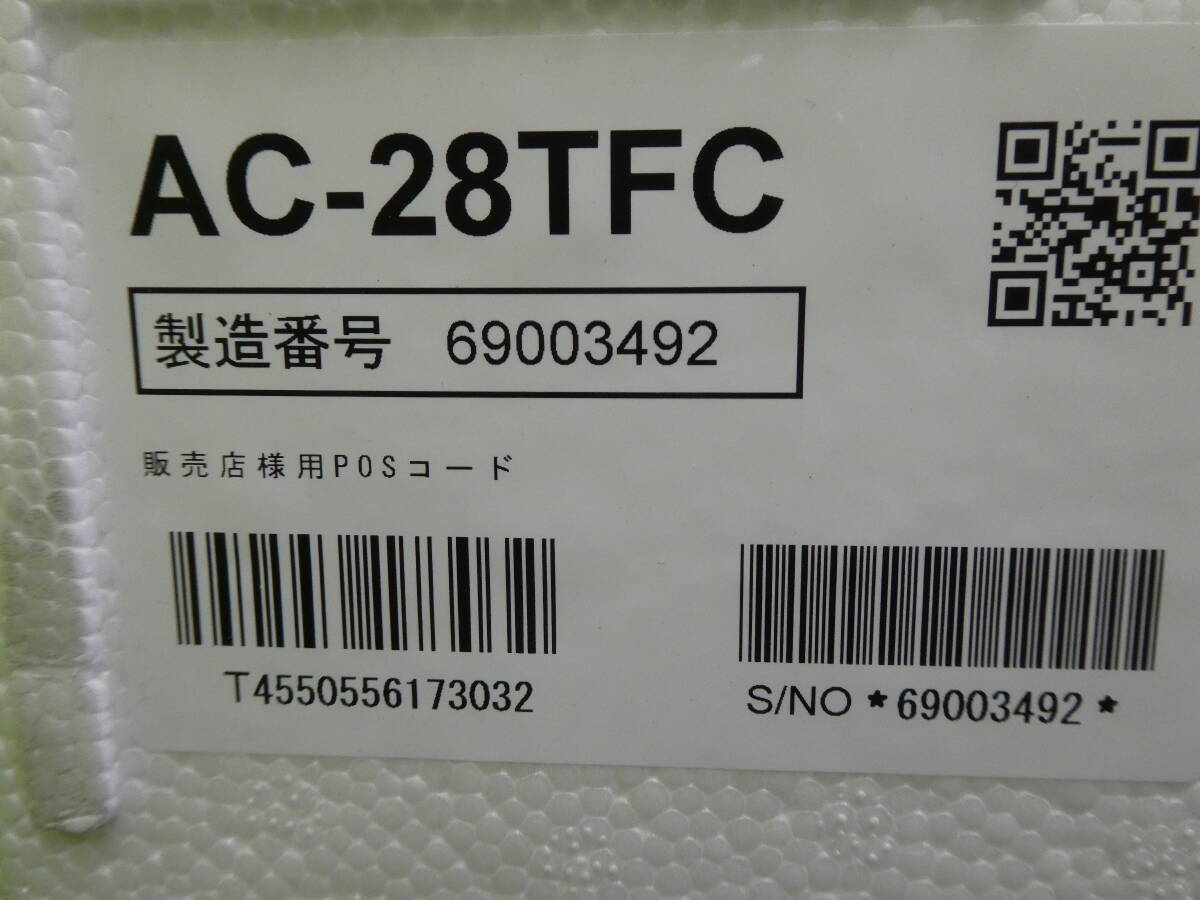 AC-28TFC
製造番号 69003492
販売店様用POSコード
T4550556173032
S/NO *69003492*